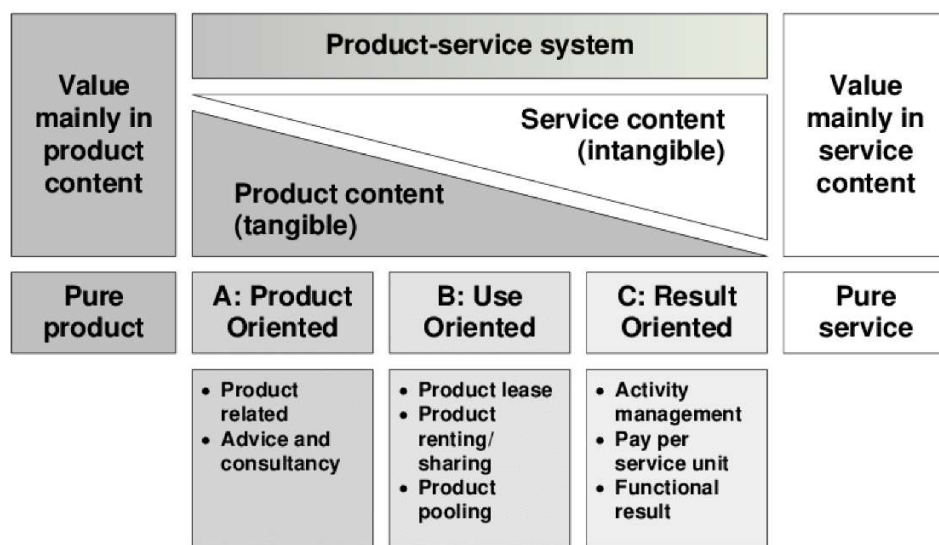 Value
mainly in
product
content
Product-service system
Service content
(intangible)
Product content
(tangible)
Value
mainly in
service
content
Pure
product
A: Product
Oriented
B: Use
Oriented
C: Result
Oriented
Pure
service
• Product
related
• Advice and
consultancy
• Product lease
• Product
renting/
sharing
• Product
pooling
• Activity
management
• Pay per
service unit
• Functional
result